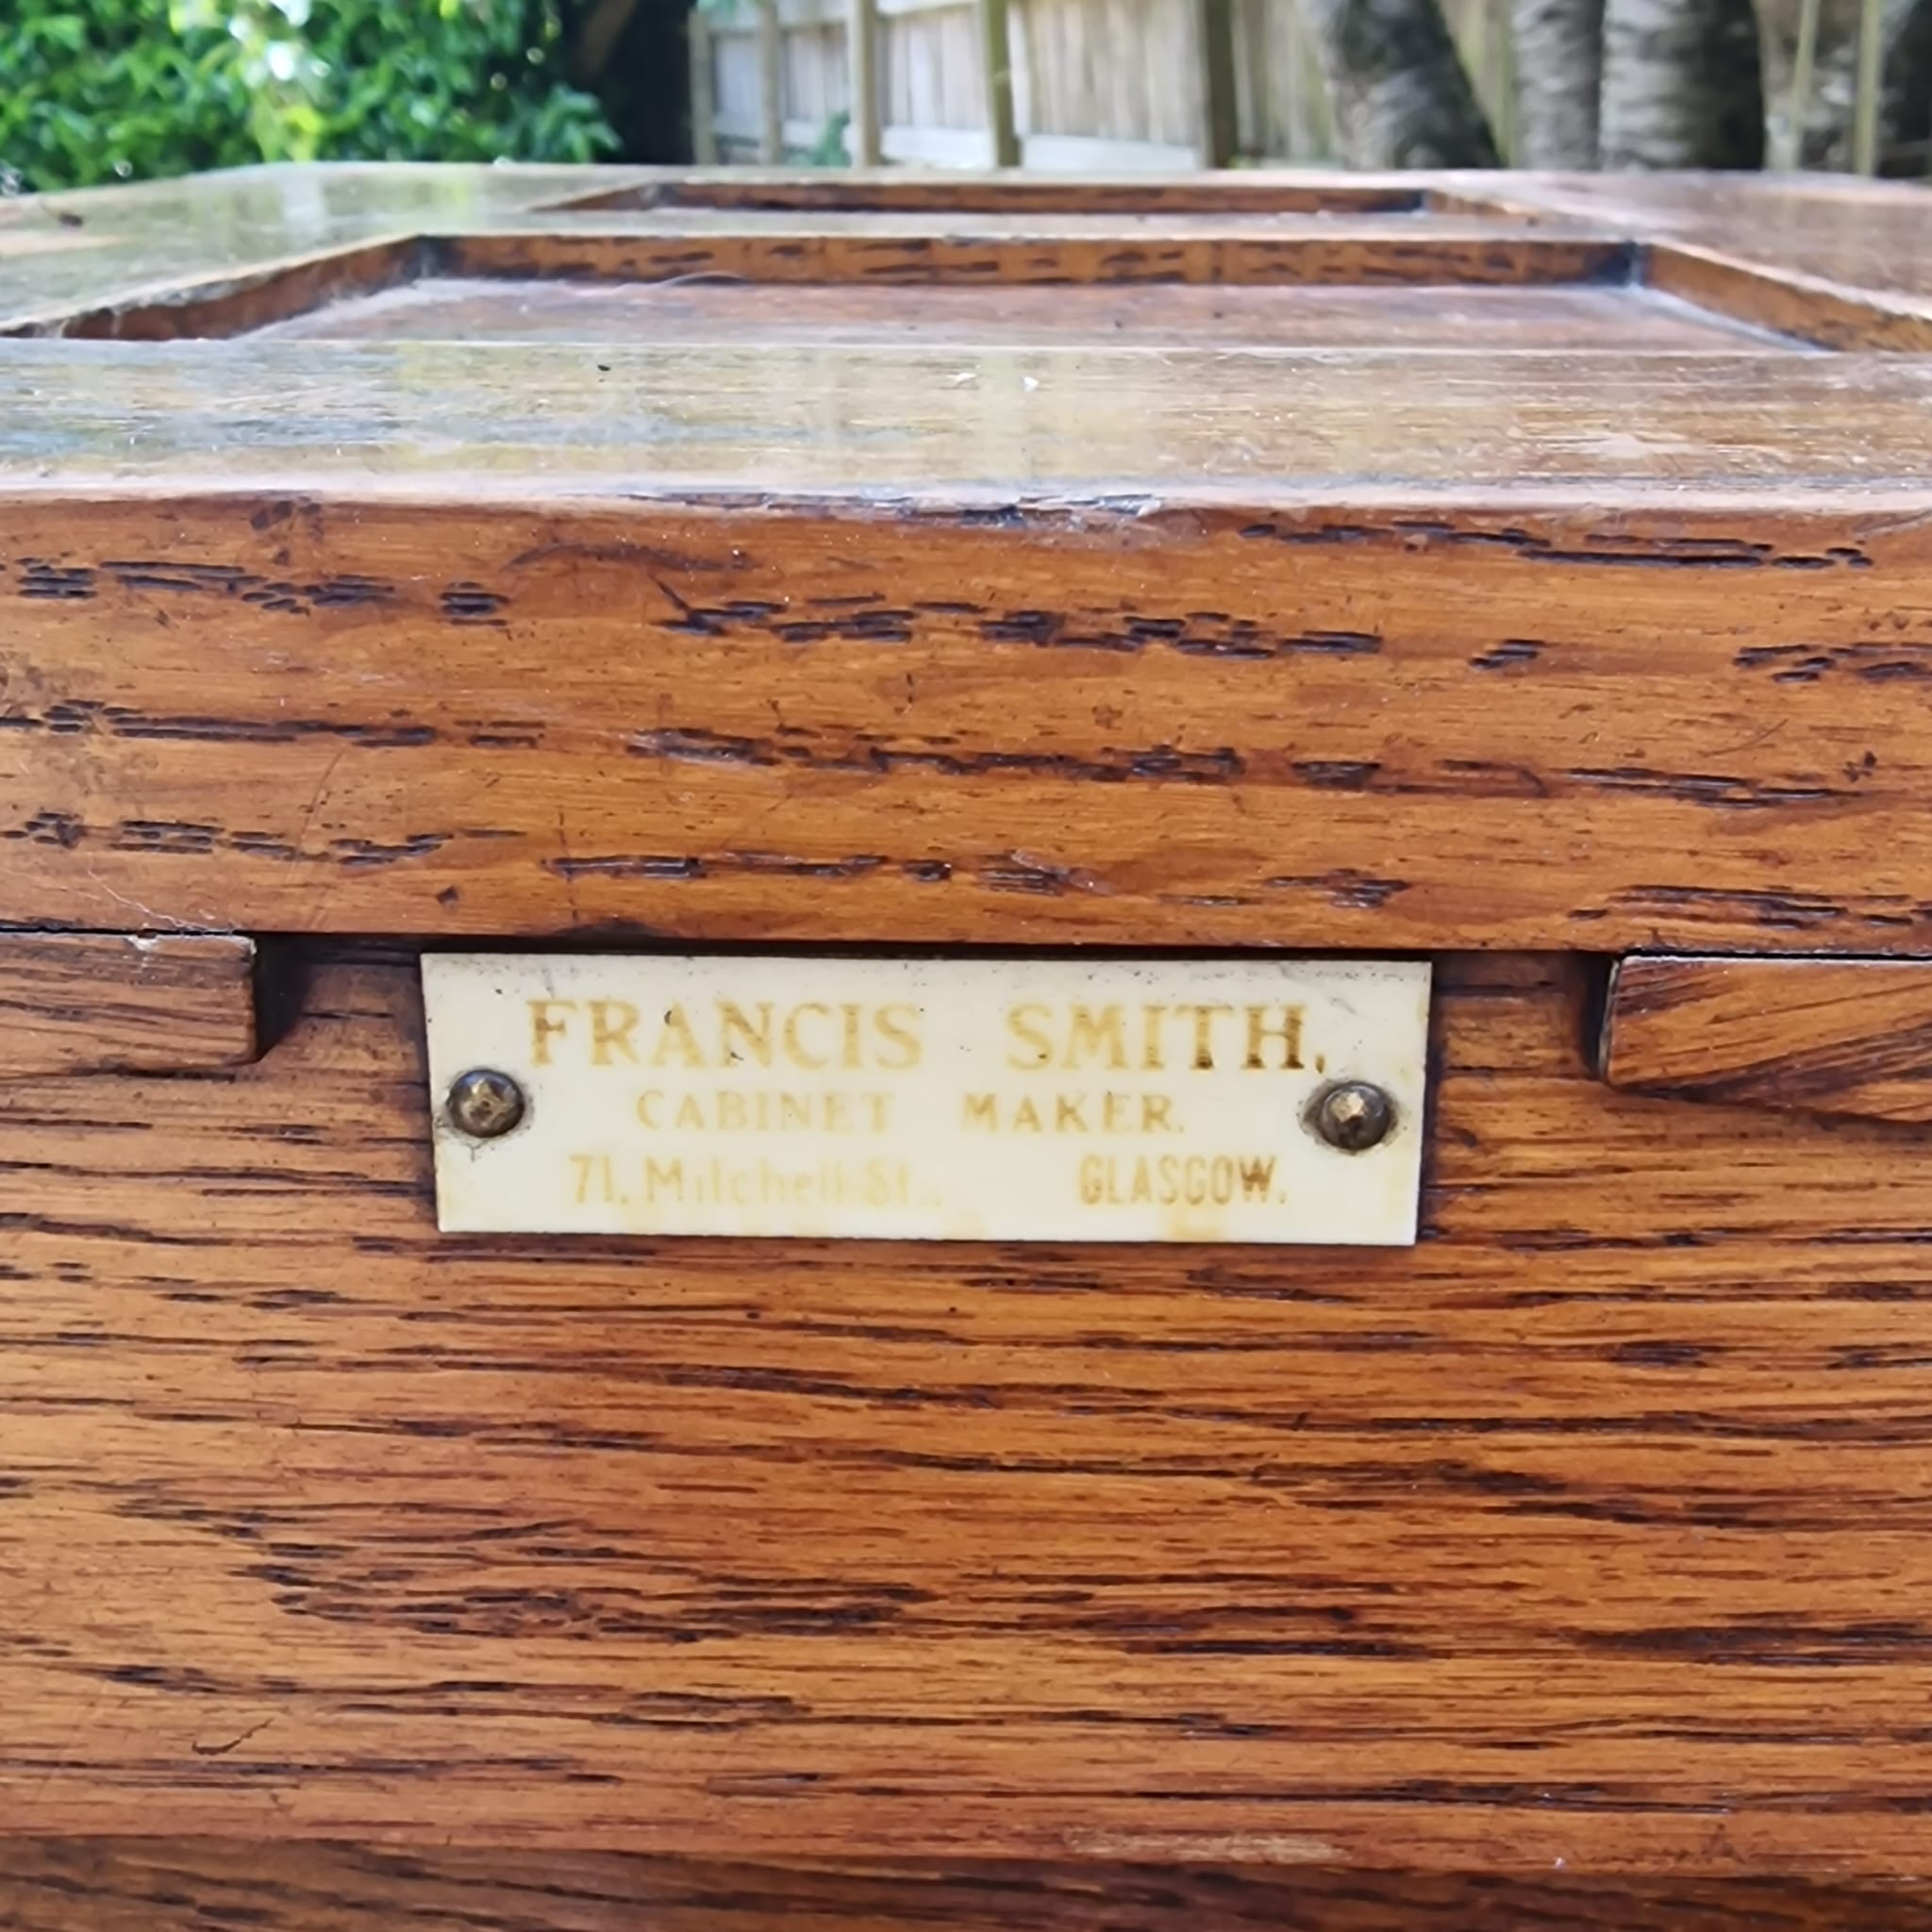 FRANCIS SMITH,
CABINET MAKER.
71, Mitchell St., GLASGOW.